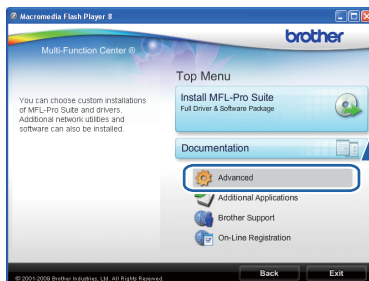 Macromedia Flash Player 8
brother
Multi-Function Center ®
Top Menu
You can choose custom installations
of MFL-Pro Suite and drivers.
Additional network utilities and
software can also be installed.
Install MFL-Pro Suite
Full Driver & Software Package
Documentation
Advanced
Additional Applications
Brother Support
On-Line Registration
© 2001-2009 Brother Industries, Ltd. All Rights Reserved.
Back
Exit